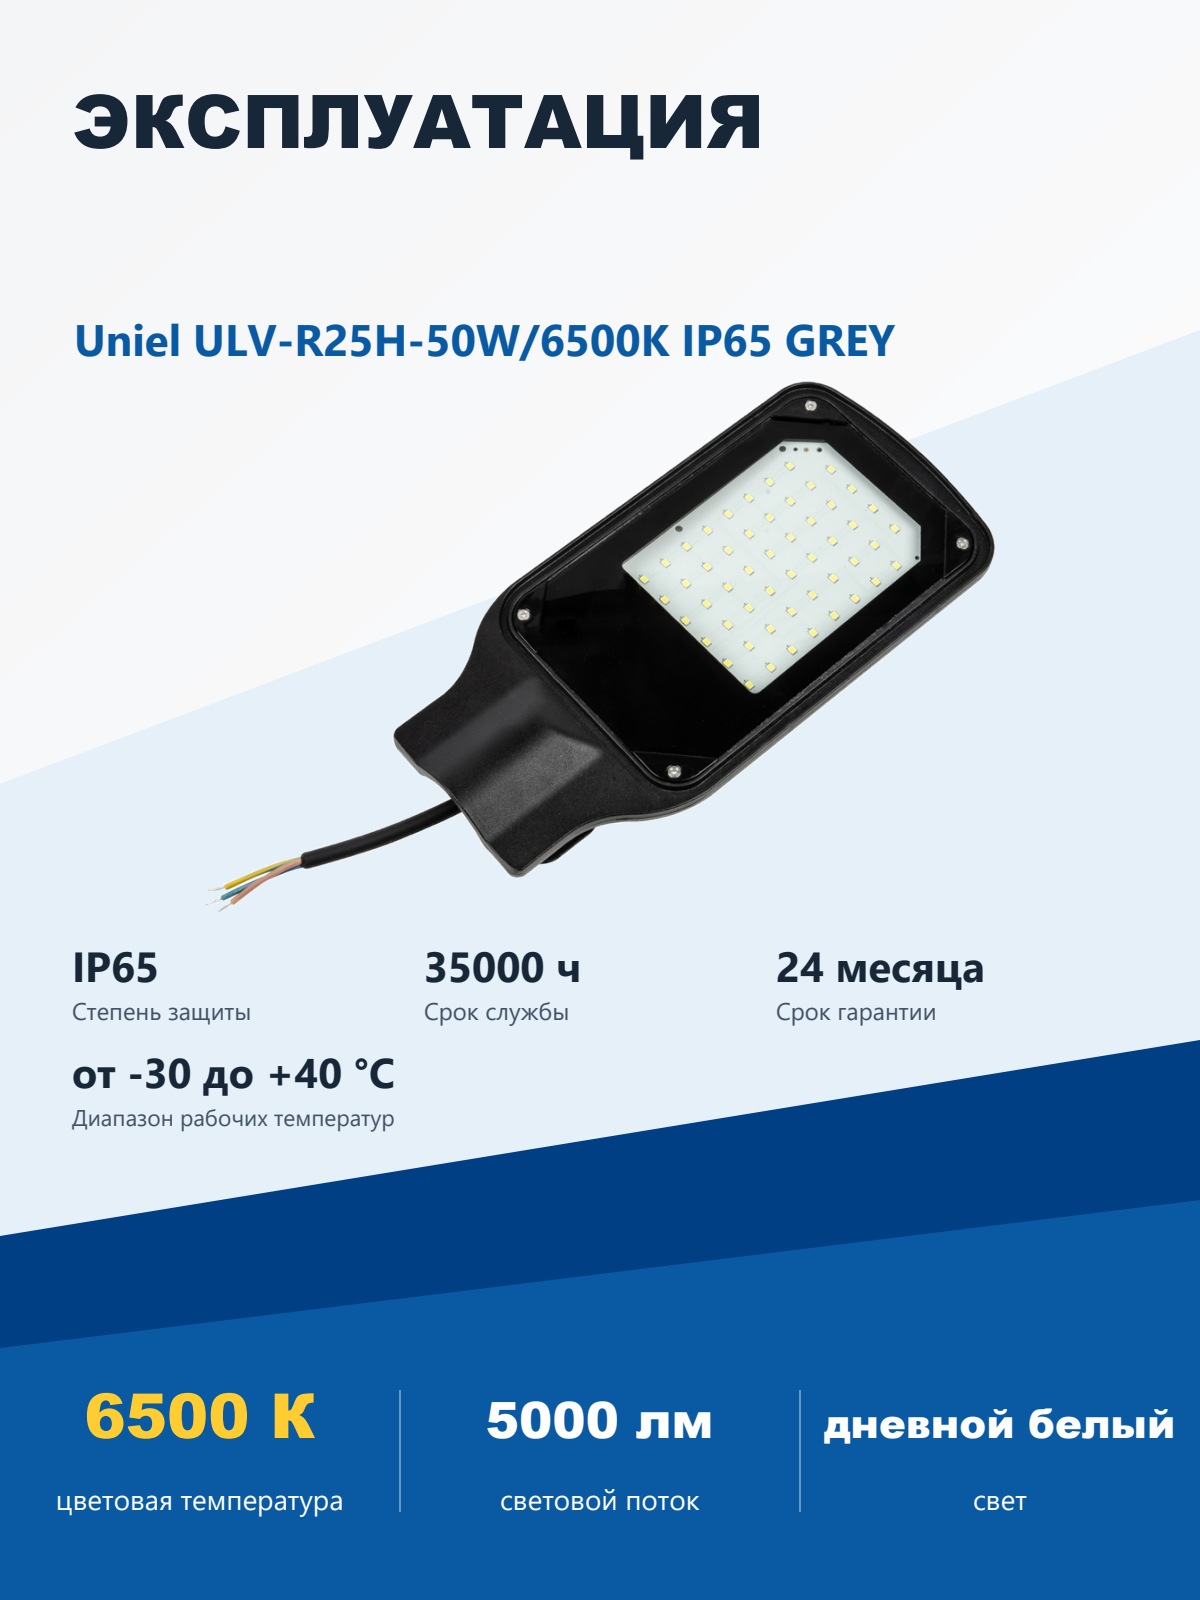 ЭКСПЛУАТАЦИЯ
Uniel ULV-R25H-50W/6500K IP65 GREY
IP65
Степень защиты
35000 ч
Срок службы
24 месяца
Срок гарантии
от -30 до +40 °C
Диапазон рабочих температур
6500 К
цветовая температура
5000 лм
световой поток
дневной белый
свет